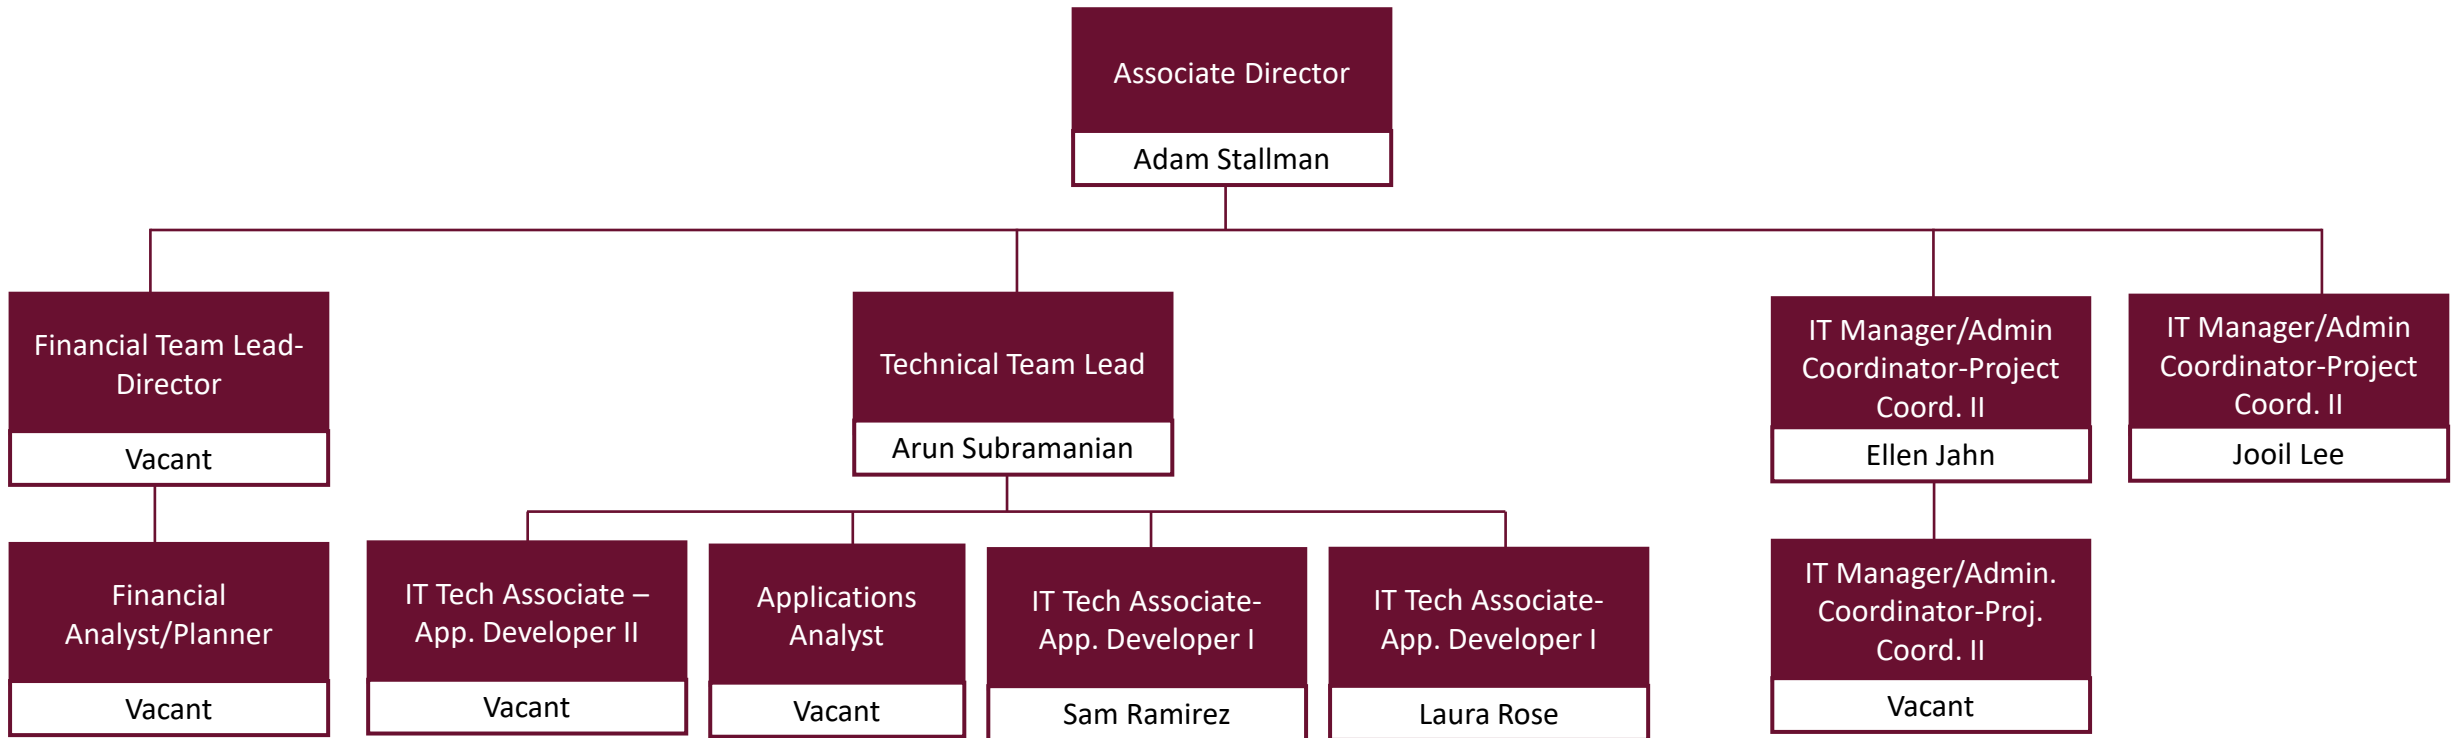 Associate Director
Adam Stallman
Financial Team Lead-
Director
Vacant
Technical Team Lead
Arun Subramanian
IT Manager/Admin
Coordinator-Project
Coord. II
Ellen Jahn
IT Manager/Admin
Coordinator-Project
Coord. II
Jooil Lee
Financial
Analyst/Planner
Vacant
IT Tech Associate –
App. Developer II
Vacant
Applications
Analyst
Vacant
IT Tech Associate-
App. Developer I
Sam Ramirez
IT Tech Associate-
App. Developer I
Laura Rose
IT Manager/Admin.
Coordinator-Proj.
Coord. II
Vacant